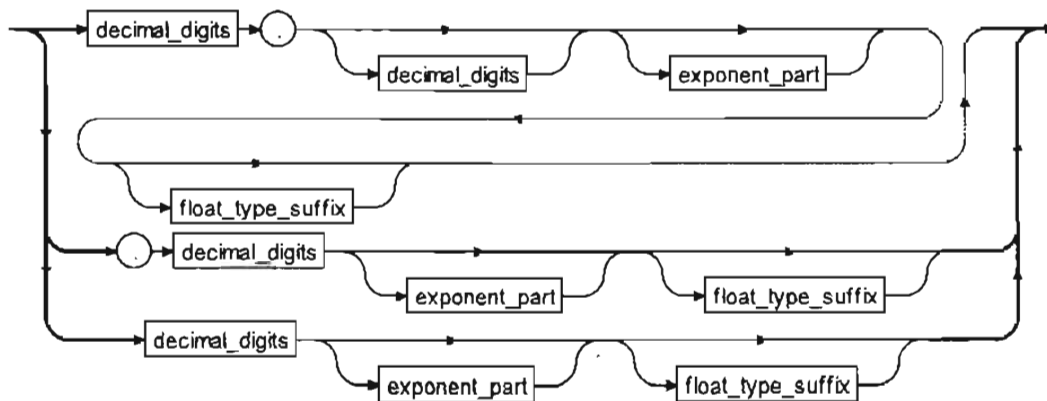 decimal_digits .
decimal_digits exponent_part
float_type_suffix
. decimal_digits
exponent_part float_type_suffix
decimal_digits
exponent_part float_type_suffix